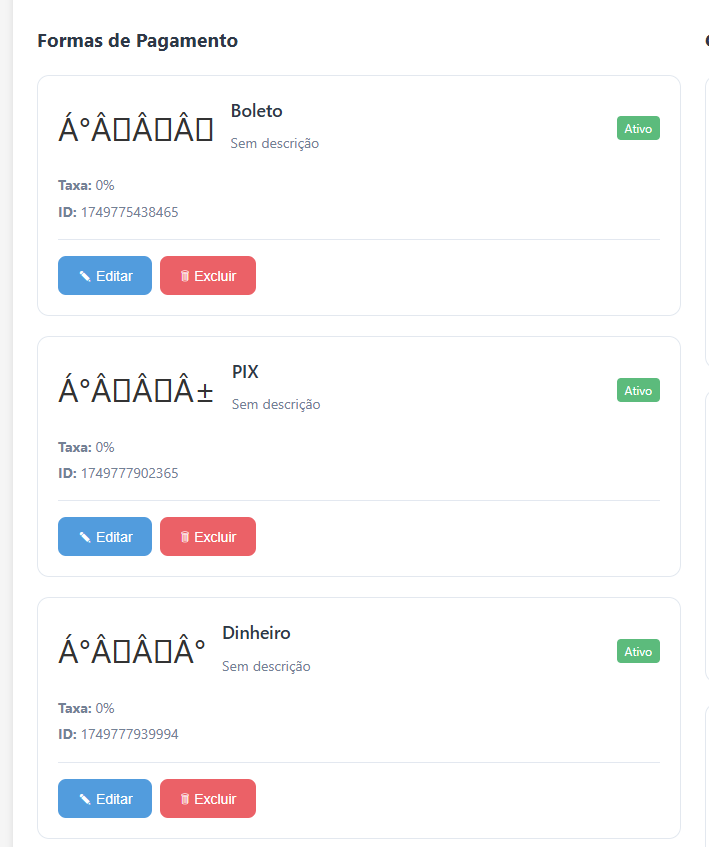 Formas de Pagamento
Á°Â▯Â▯Â▯
Boleto
Ativo
Sem descrição
Taxa: 0%
ID: 1749775438465
Editar
Excluir
Á°Â▯Â▯Â±
PIX
Ativo
Sem descrição
Taxa: 0%
ID: 1749777902365
Editar
Excluir
Á°Â▯Â▯Â°
Dinheiro
Ativo
Sem descrição
Taxa: 0%
ID: 1749777939994
Editar
Excluir